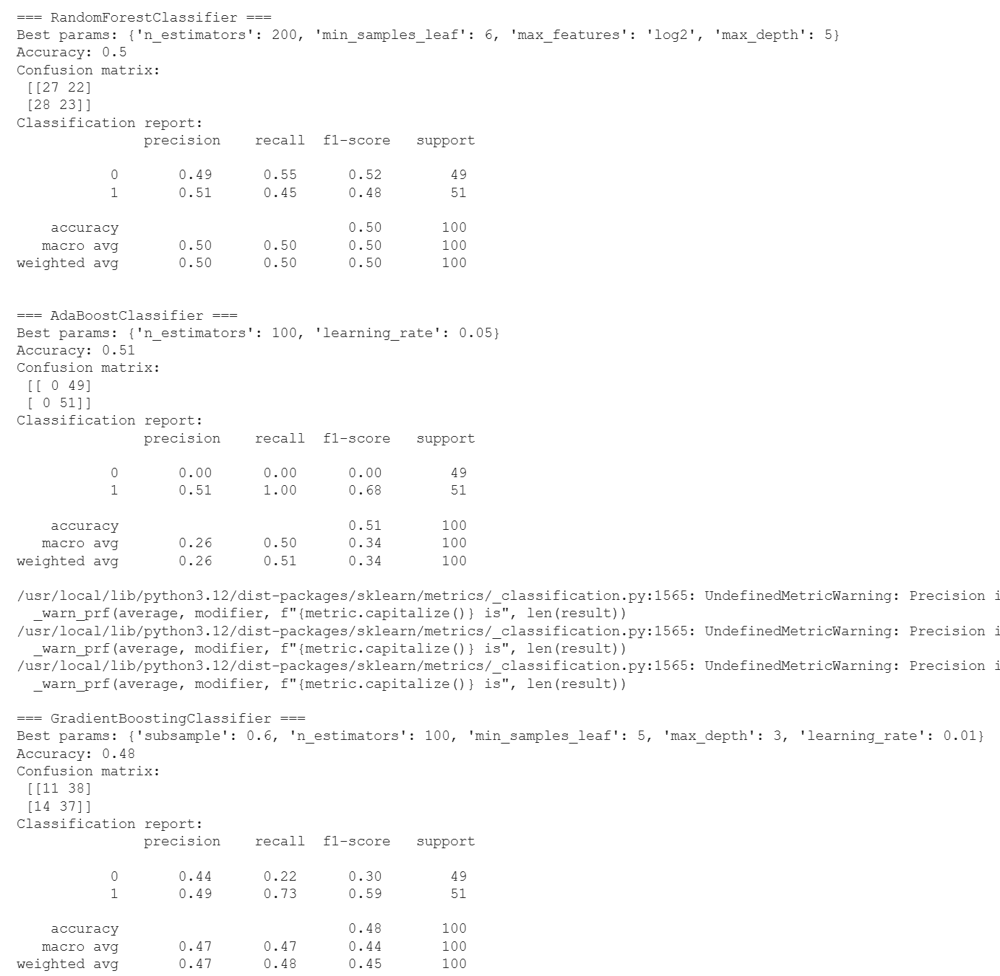 === RandomForestClassifier ===
Best params: {'n_estimators': 200, 'min_samples_leaf': 6, 'max_features': 'log2', 'max_depth': 5}
Accuracy: 0.5
Confusion matrix:
 [[27 22]
 [28 23]]
Classification report:
               precision    recall  f1-score   support

           0       0.49      0.55      0.52        49
           1       0.51      0.45      0.48        51

    accuracy                           0.50       100
   macro avg       0.50      0.50      0.50       100
weighted avg       0.50      0.50      0.50       100

=== AdaBoostClassifier ===
Best params: {'n_estimators': 100, 'learning_rate': 0.05}
Accuracy: 0.51
Confusion matrix:
 [[ 0 49]
 [ 0 51]]
Classification report:
               precision    recall  f1-score   support

           0       0.00      0.00      0.00        49
           1       0.51      1.00      0.68        51

    accuracy                           0.51       100
   macro avg       0.26      0.50      0.34       100
weighted avg       0.26      0.51      0.34       100

/usr/local/lib/python3.12/dist-packages/sklearn/metrics/_classification.py:1565: UndefinedMetricWarning: Precision i
  _warn_prf(average, modifier, f"{metric.capitalize()} is", len(result))
/usr/local/lib/python3.12/dist-packages/sklearn/metrics/_classification.py:1565: UndefinedMetricWarning: Precision i
  _warn_prf(average, modifier, f"{metric.capitalize()} is", len(result))
/usr/local/lib/python3.12/dist-packages/sklearn/metrics/_classification.py:1565: UndefinedMetricWarning: Precision i
  _warn_prf(average, modifier, f"{metric.capitalize()} is", len(result))

=== GradientBoostingClassifier ===
Best params: {'subsample': 0.6, 'n_estimators': 100, 'min_samples_leaf': 5, 'max_depth': 3, 'learning_rate': 0.01}
Accuracy: 0.48
Confusion matrix:
 [[11 38]
 [14 37]]
Classification report:
               precision    recall  f1-score   support

           0       0.44      0.22      0.30        49
           1       0.49      0.73      0.59        51

    accuracy                           0.48       100
   macro avg       0.47      0.47      0.44       100
weighted avg       0.47      0.48      0.45       100